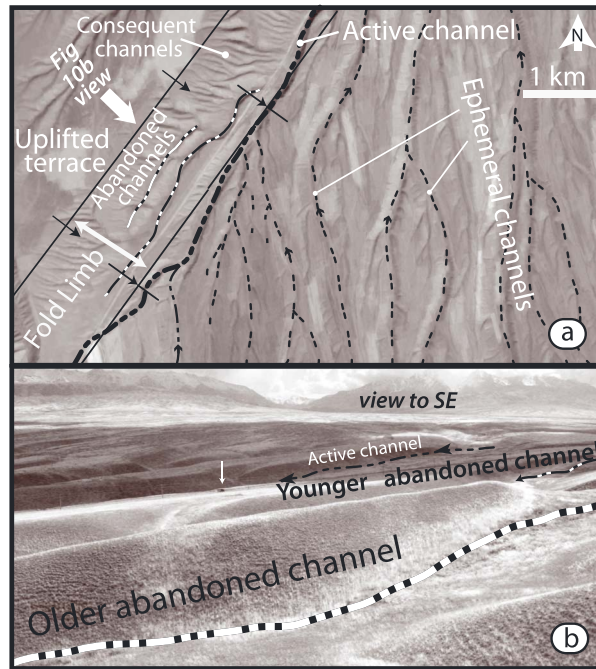 Consequent
channels
Active channel
N
Fig
10b
view
1 km
Uplifted
terrace
Abandoned
channels
Ephemeral channels
Fold Limb
a
view to SE
Active channel
Younger abandoned channel
Older abandoned channel
b